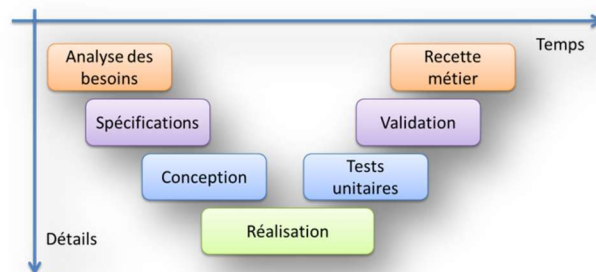 Temps
Analyse des
besoins
Recette
métier
Spécifications
Validation
Conception
Tests
unitaires
Réalisation
Détails